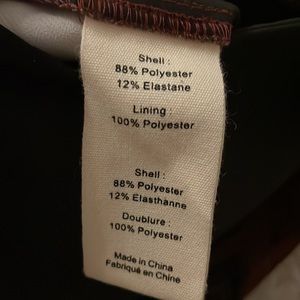 Shell :
88% Polyester
12% Elastane
Lining :
100% Polyester
Shell :
88% Polyester
12% Elasthanne
Doublure :
100% Polyester
Made in China
Fabriqué en Chine